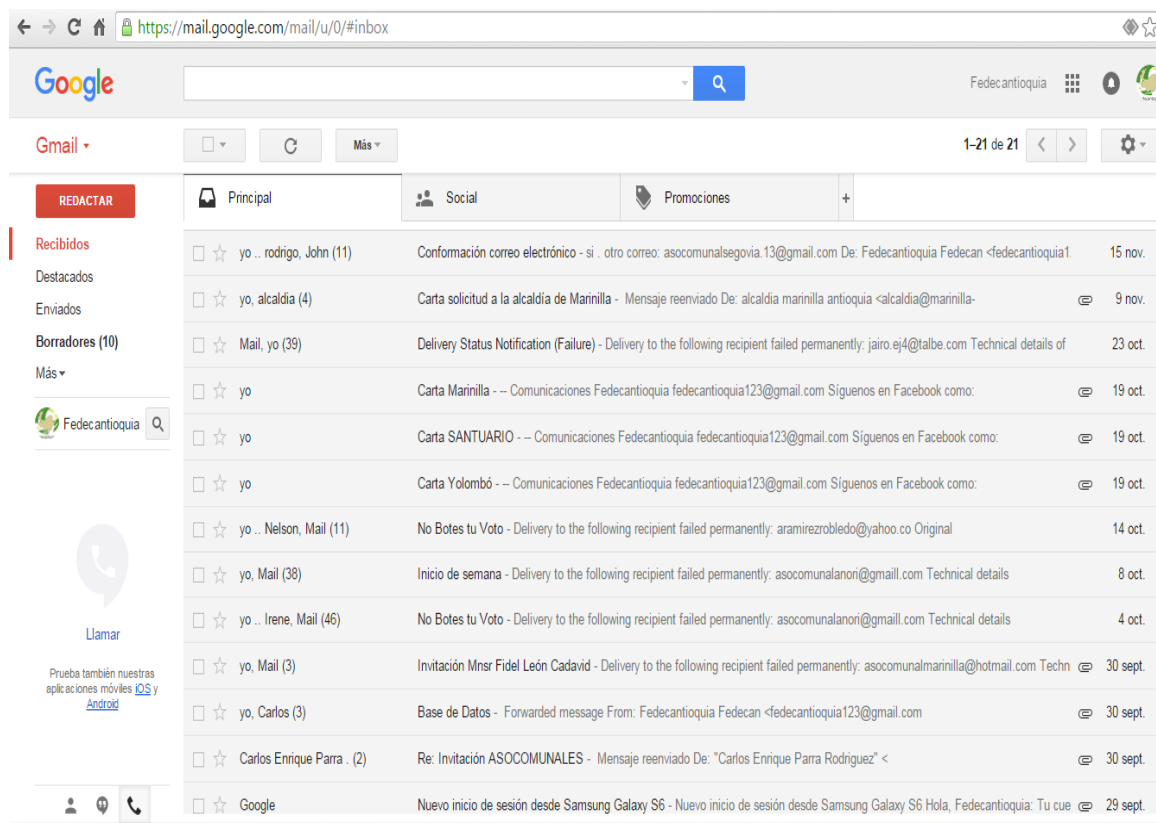 https://mail.google.com/mail/u/0/#inbox
Google
Fedecantioquia
Gmail
Más
1–21 de 21
REDACTAR
Principal
Social
Promociones
+
Recibidos
Destacados
Enviados
Borradores (10)
Más
Fedecantioquia
Llamar
Prueba también nuestras
aplicaciones móviles iOS y
Android
yo .. rodrigo, John (11) Conformación correo electrónico - si . otro correo: asocomunalsegovia.13@gmail.com De: Fedecantioquia Fedecan <fedecantioquia1 15 nov.
yo, alcaldia (4) Carta solicitud a la alcaldía de Marinilla - Mensaje reenviado De: alcaldia marinilla antioquia <alcaldia@marinilla- 9 nov.
Mail, yo (39) Delivery Status Notification (Failure) - Delivery to the following recipient failed permanently: jairo.ej4@talbe.com Technical details of 23 oct.
yo Carta Marinilla - -- Comunicaciones Fedecantioquia fedecantioquia123@gmail.com Síguenos en Facebook como: 19 oct.
yo Carta SANTUARIO - -- Comunicaciones Fedecantioquia fedecantioquia123@gmail.com Síguenos en Facebook como: 19 oct.
yo Carta Yolombó - -- Comunicaciones Fedecantioquia fedecantioquia123@gmail.com Síguenos en Facebook como: 19 oct.
yo .. Nelson, Mail (11) No Botes tu Voto - Delivery to the following recipient failed permanently: aramirezrobledo@yahoo.co Original 14 oct.
yo, Mail (38) Inicio de semana - Delivery to the following recipient failed permanently: asocomunalanori@gmaill.com Technical details 8 oct.
yo .. Irene, Mail (46) No Botes tu Voto - Delivery to the following recipient failed permanently: asocomunalanori@gmaill.com Technical details 4 oct.
yo, Mail (3) Invitación Mnsr Fidel León Cadavid - Delivery to the following recipient failed permanently: asocomunalmarinilla@hotmail.com Techn 30 sept.
yo, Carlos (3) Base de Datos - Forwarded message From: Fedecantioquia Fedecan <fedecantioquia123@gmail.com 30 sept.
Carlos Enrique Parra . (2) Re: Invitación ASOCOMUNALES - Mensaje reenviado De: "Carlos Enrique Parra Rodriguez" < 30 sept.
Google Nuevo inicio de sesión desde Samsung Galaxy S6 - Nuevo inicio de sesión desde Samsung Galaxy S6 Hola, Fedecantioquia: Tu cue 29 sept.